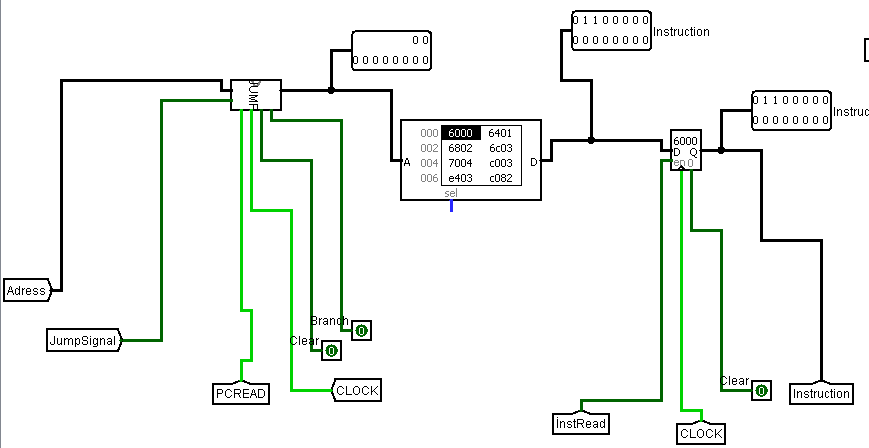 0 1 1 0 0 0 0 0
0 0 0 0 0 0 0 0
Instruction
0 0
0 0 0 0 0 0 0 0
JUMP
0 1 1 0 0 0 0 0
0 0 0 0 0 0 0 0
Instruc
000 6000 6401
002 6802 6c03
004 7004 c003
006 e403 c082
A
D
sel
6000
D Q
en 0
Adress
JumpSignal
Branch
0
Clear
0
PCREAD
CLOCK
Clear
0
Instruction
İnstRead
CLOCK